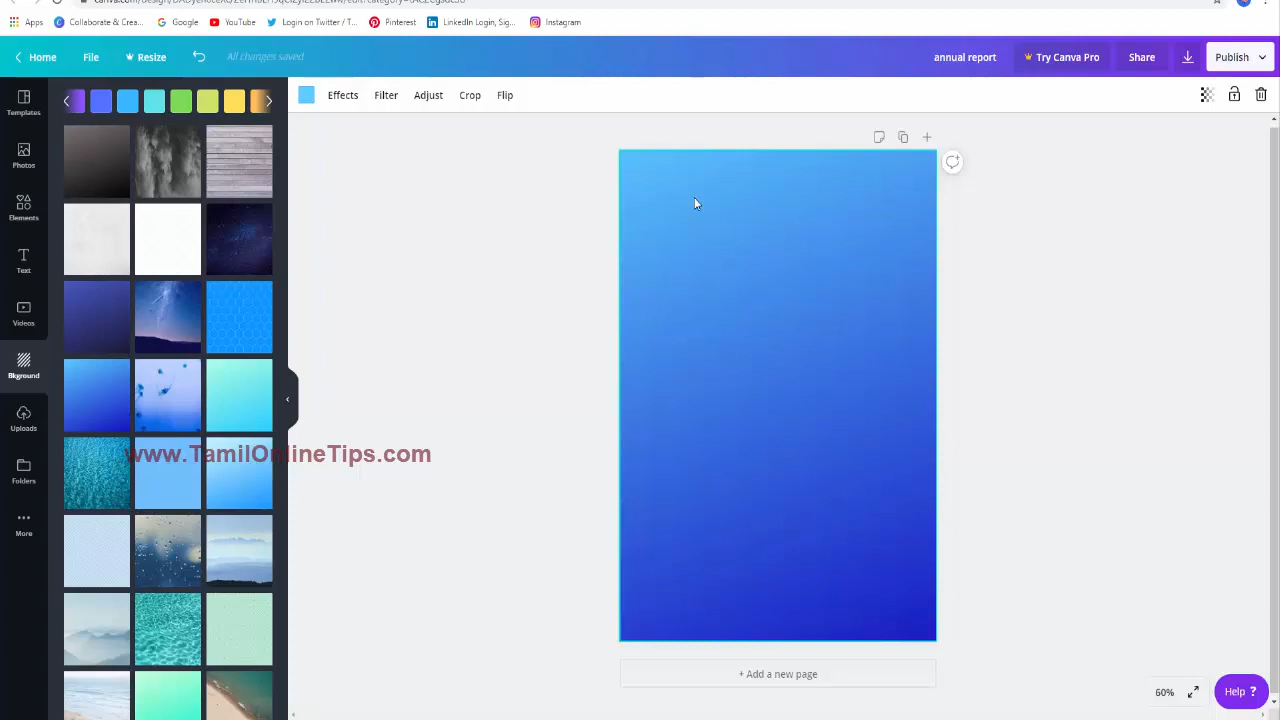 Apps
Collaborate & Crea...
Google
YouTube
Login on Twitter / T...
Pinterest
LinkedIn Login, Sig...
Instagram
Home
File
Resize
All changes saved
annual report
Try Canva Pro
Share
Publish
Effects
Filter
Adjust
Crop
Flip
Templates
Photos
Elements
Text
Videos
Bkground
Uploads
Folders
More
www.TamilOnlineTips.com
+ Add a new page
60%
Help ?